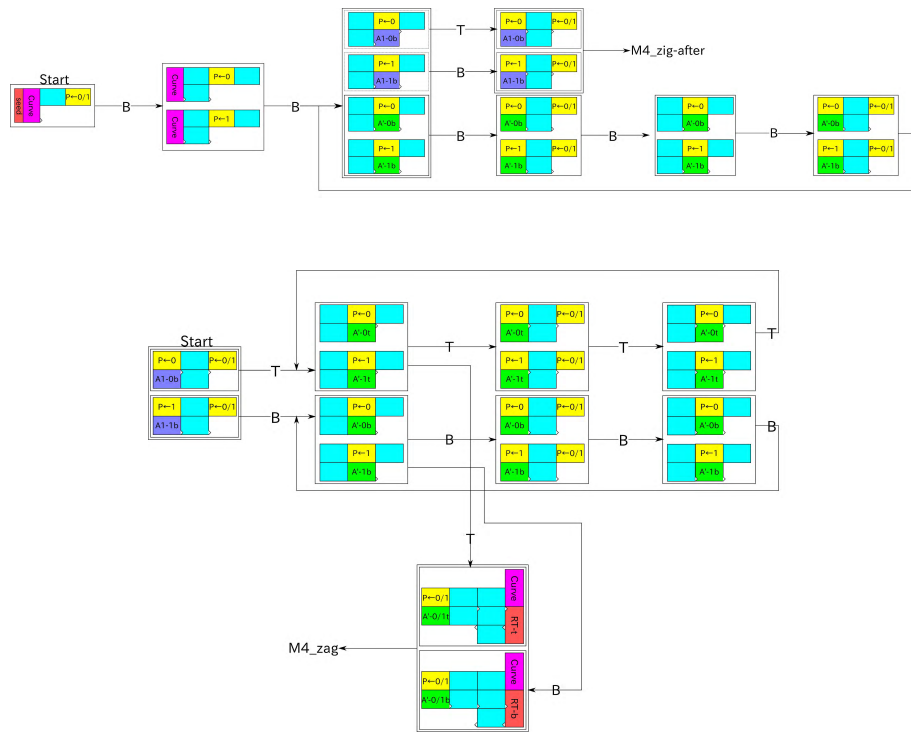 Start
seed
Curve
P←0/1
B
Curve
P←0
Curve
P←1
B
P←0
A1-0b
P←1
A1-1b
P←0
A'-0b
P←1
A'-1b
T
B
B
P←0
P←0/1
A1-0b
P←1
P←0/1
A1-1b
M4_zig-after
P←0
P←0/1
A'-0b
P←1
P←0/1
A'-1b
B
P←0
A'-0b
P←1
A'-1b
B
P←0
P←0/1
A'-0b
P←1
P←0/1
A'-1b
Start
P←0
P←0/1
A1-0b
P←1
P←0/1
A1-1b
T
B
P←0
A'-0t
P←1
A'-1t
P←0
A'-0b
P←1
A'-1b
T
B
P←0
P←0/1
A'-0t
P←1
P←0/1
A'-1t
P←0
P←0/1
A'-0b
P←1
P←0/1
A'-1b
T
B
P←0
A'-0t
P←1
A'-1t
P←0
A'-0b
P←1
A'-1b
T
B
T
P←0/1
A'-0/1t
Curve
RT-t
M4_zag
P←0/1
A'-0/1b
Curve
RT-b
B